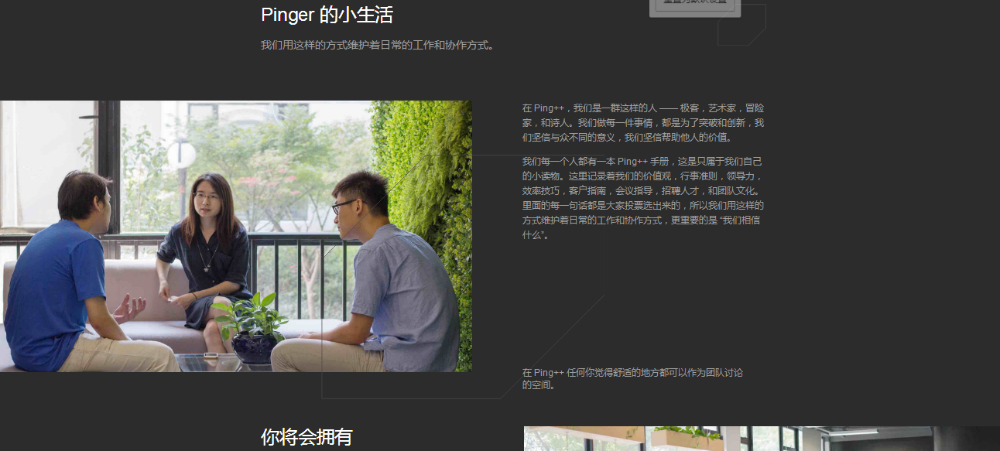 重置为默认设置
Pinger 的小生活
我们用这样的方式维护着日常的工作和协作方式。
在 Ping++，我们是一群这样的人 —— 极客，艺术家，冒险
家，和诗人。我们做每一件事情，都是为了突破和创新，我
们坚信与众不同的意义，我们坚信帮助他人的价值。
我们每一个人都有一本 Ping++ 手册，这是只属于我们自己
的小读物。这里记录着我们的价值观，行事准则，领导力，
效率技巧，客户指南，会议指导，招聘人才，和团队文化。
里面的每一句话都是大家投票选出来的，所以我们用这样的
方式维护着日常的工作和协作方式，更重要的是 “我们相信
什么”。
在 Ping++ 任何你觉得舒适的地方都可以作为团队讨论
的空间。
你将会拥有